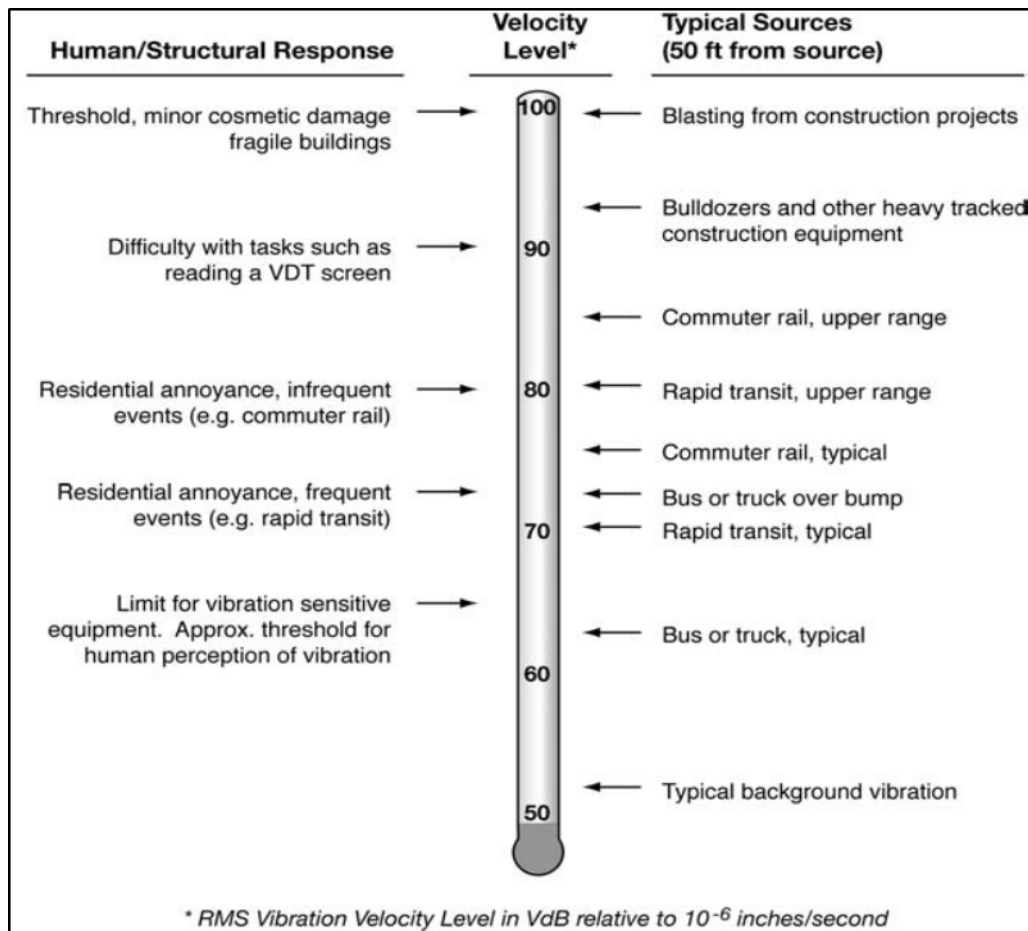 Human/Structural Response
Velocity
Level*
Typical Sources
(50 ft from source)
Threshold, minor cosmetic damage
fragile buildings
100
Blasting from construction projects
Bulldozers and other heavy tracked
construction equipment
Difficulty with tasks such as
reading a VDT screen
90
Commuter rail, upper range
Residential annoyance, infrequent
events (e.g. commuter rail)
80
Rapid transit, upper range
Commuter rail, typical
Residential annoyance, frequent
events (e.g. rapid transit)
Bus or truck over bump
70
Rapid transit, typical
Limit for vibration sensitive
equipment. Approx. threshold for
human perception of vibration
Bus or truck, typical
60
Typical background vibration
50
* RMS Vibration Velocity Level in VdB relative to 10⁻⁶ inches/second